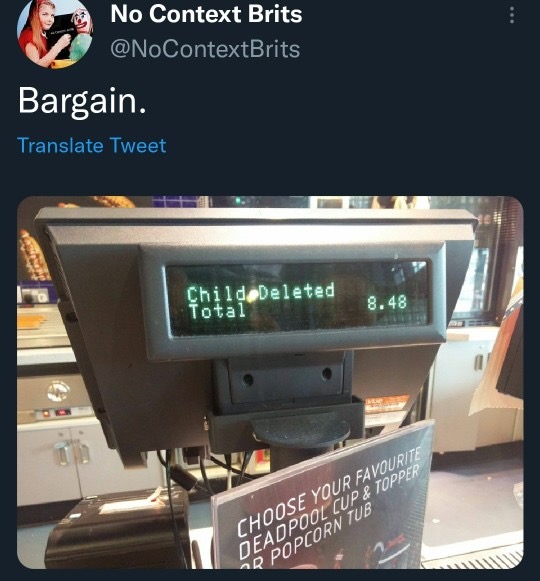 No Context Brits
@NoContextBrits
Bargain.
Translate Tweet
Child Deleted
Total 8.48
CHOOSE YOUR FAVOURITE
DEADPOOL CUP & TOPPER
OR POPCORN TUB